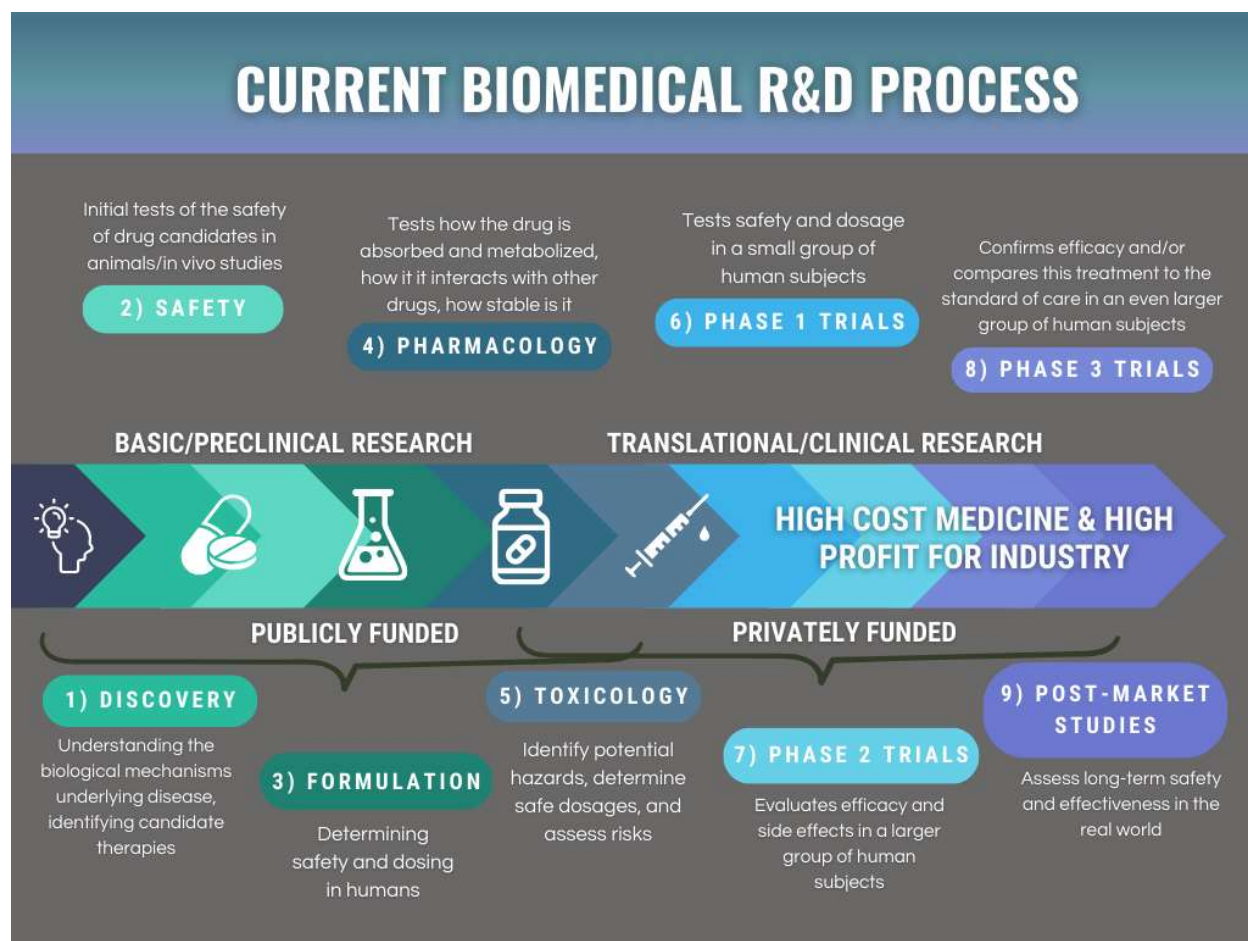 CURRENT BIOMEDICAL R&D PROCESS
Initial tests of the safety
of drug candidates in
animals/in vivo studies
2) SAFETY
Tests how the drug is
absorbed and metabolized,
how it it interacts with other
drugs, how stable is it
4) PHARMACOLOGY
Tests safety and dosage
in a small group of
human subjects
6) PHASE 1 TRIALS
Confirms efficacy and/or
compares this treatment to the
standard of care in an even larger
group of human subjects
8) PHASE 3 TRIALS
BASIC/PRECLINICAL RESEARCH
TRANSLATIONAL/CLINICAL RESEARCH
HIGH COST MEDICINE & HIGH
PROFIT FOR INDUSTRY
PUBLICLY FUNDED
PRIVATELY FUNDED
1) DISCOVERY
Understanding the
biological mechanisms
underlying disease,
identifying candidate
therapies
3) FORMULATION
Determining
safety and dosing
in humans
5) TOXICOLOGY
Identify potential
hazards, determine
safe dosages, and
assess risks
7) PHASE 2 TRIALS
Evaluates efficacy and
side effects in a larger
group of human
subjects
9) POST-MARKET
STUDIES
Assess long-term safety
and effectiveness in the
real world